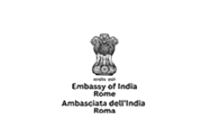 Embassy of India
Rome
Ambasciata dell'India
Roma